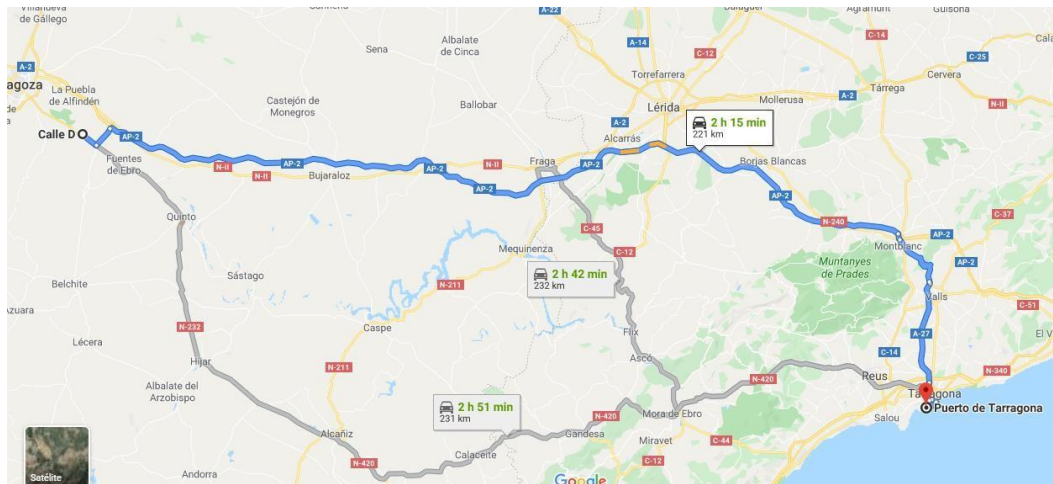 Villanueva
de Gállego
A-22
Agramunt
Guisona
C-14
Albalate
de Cinca
Sena
A-14
C-12
C-25
A-2
Torrefarrera
A-2
Cervera
Tárrega
N-II
agoza
La Puebla
de Alfindén
Castejón de
Monegros
Ballobar
Lérida
Mollerusa
A-2
2 h 15 min
221 km
Calle D
AP-2
Alcarrás
Fuentes
de Ebro
N-II
AP-2
Bujaraloz
AP-2
N-II
Fraga
AP-2
Borjas Blancas
AP-2
AP-2
C-37
Quinto
C-45
N-240
AP-2
Montblanc
Mequinenza
C-12
AP-2
Muntanyes
de Prades
Sástago
2 h 42 min
232 km
Belchite
N-211
Valls
C-51
Azuara
Caspe
Flix
N-232
A-27
El V
Lécera
Ascó
C-14
Híjar
N-211
N-420
Reus
N-340
Albalate del
Arzobispo
2 h 51 min
231 km
Tarragona
Puerto de Tarragona
Mora de Ebro
Salou
N-420
Alcañiz
Gandesa
Miravet
C-44
Calaceite
C-12
N-420
Andorra
Satélite
Google